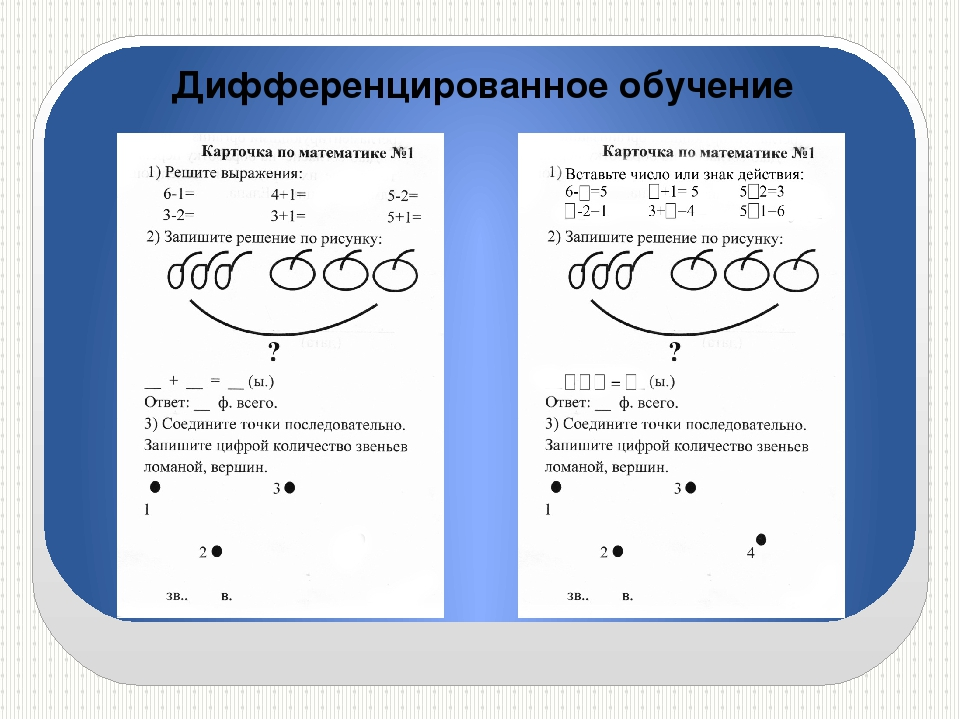 Дифференцированное обучение
Карточка по математике №1
1) Решите выражения:
6-1= 4+1= 5-2=
3-2= 3+1= 5+1=
2) Запишите решение по рисунку:
?
__ + __ = __ (ы.)
Ответ: __ ф. всего.
3) Соедините точки последовательно.
Запишите цифрой количество звеньев
ломаной, вершин.
3
1
2
зв.. в.
Карточка по математике №1
1) Вставьте число или знак действия:
6-□=5 □+1= 5 5□2=3
□-2=1 3+□=4 5□1=6
2) Запишите решение по рисунку:
?
□ □ □ = □ (ы.)
Ответ: __ ф. всего.
3) Соедините точки последовательно.
Запишите цифрой количество звеньев
ломаной, вершин.
3
1
2 4
зв.. в.